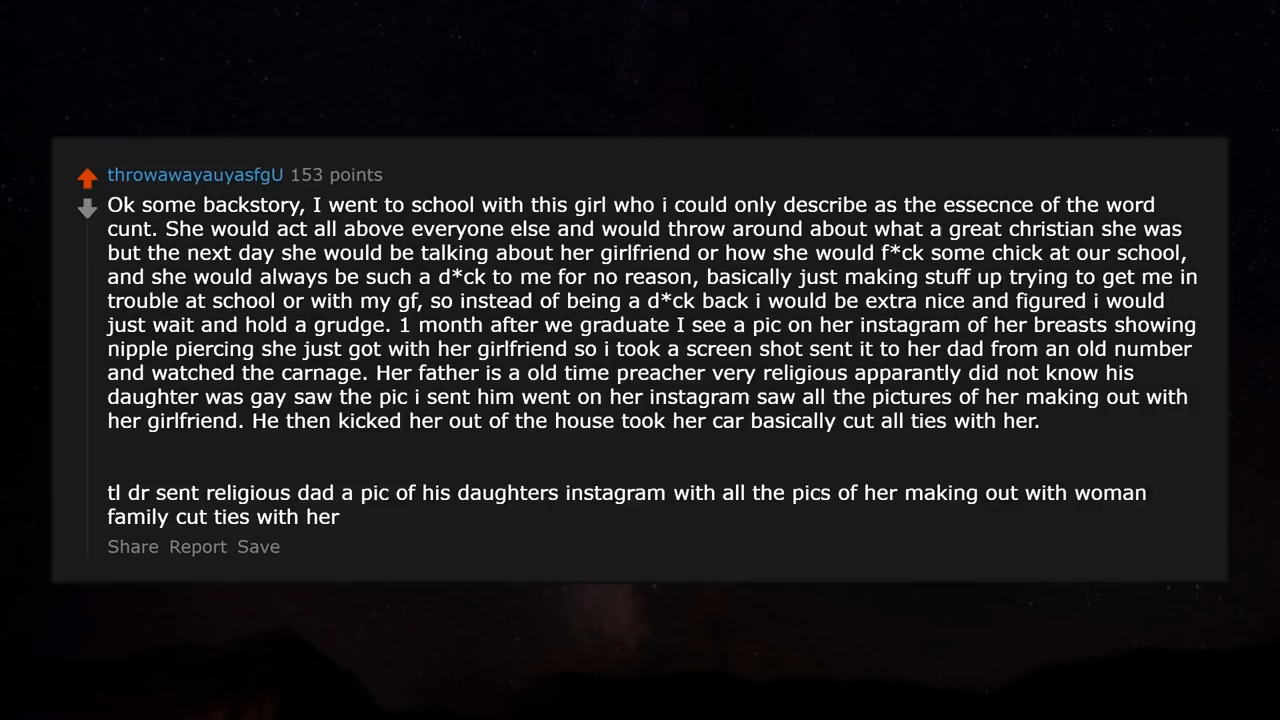 throwawayauyasfgU 153 points
Ok some backstory, I went to school with this girl who i could only describe as the essecnce of the word
cunt. She would act all above everyone else and would throw around about what a great christian she was
but the next day she would be talking about her girlfriend or how she would f*ck some chick at our school,
and she would always be such a d*ck to me for no reason, basically just making stuff up trying to get me in
trouble at school or with my gf, so instead of being a d*ck back i would be extra nice and figured i would
just wait and hold a grudge. 1 month after we graduate I see a pic on her instagram of her breasts showing
nipple piercing she just got with her girlfriend so i took a screen shot sent it to her dad from an old number
and watched the carnage. Her father is a old time preacher very religious apparantly did not know his
daughter was gay saw the pic i sent him went on her instagram saw all the pictures of her making out with
her girlfriend. He then kicked her out of the house took her car basically cut all ties with her.
tl dr sent religious dad a pic of his daughters instagram with all the pics of her making out with woman
family cut ties with her
Share Report Save